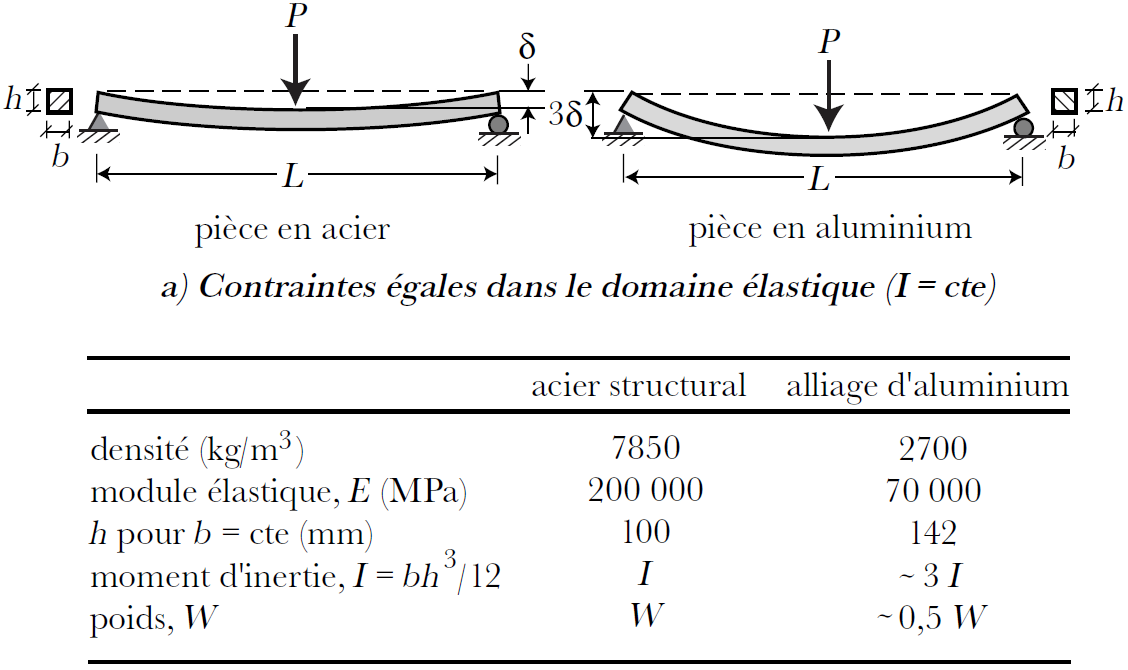 P
δ
h
b
L
pièce en acier
P
3δ
h
b
L
pièce en aluminium
a) Contraintes égales dans le domaine élastique (I = cte)
acier structural alliage d'aluminium
densité (kg/m³) 7850 2700
module élastique, E (MPa) 200 000 70 000
h pour b = cte (mm) 100 142
moment d'inertie, I = bh³/12 I ~ 3 I
poids, W W ~ 0,5 W